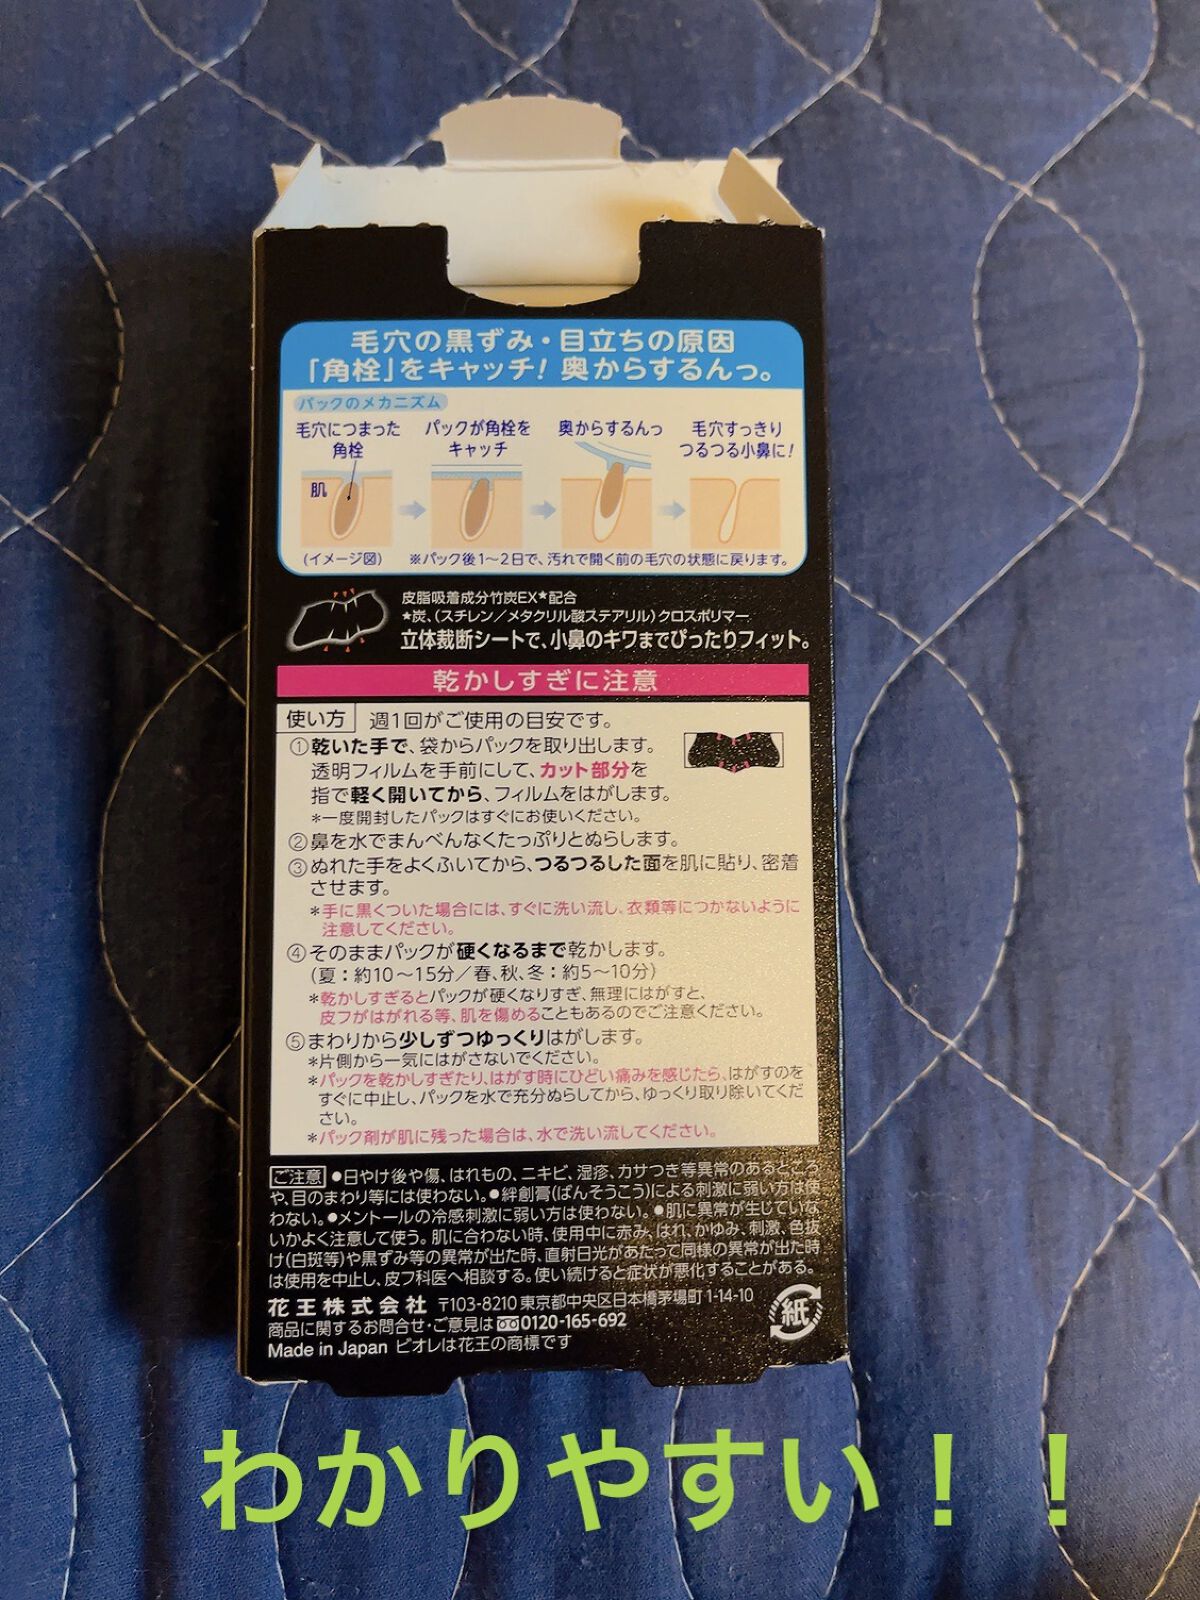 毛穴の黒ずみ・目立ちの原因
「角栓」をキャッチ! 奥からするんっ。
パックのメカニズム
毛穴につまった
角栓
パックが角栓を
キャッチ
奥からするんっ
毛穴すっきり
つるつる小鼻に!
肌
(イメージ図)
※パック後1〜2日で、汚れで開く前の毛穴の状態に戻ります。
皮脂吸着成分竹炭EX★配合
★炭、(スチレン/メタクリル酸ステアリル)クロスポリマー
立体裁断シートで、小鼻のキワまでぴったりフィット。
乾かしすぎに注意
使い方 週1回がご使用の目安です。
①乾いた手で、袋からパックを取り出します。
透明フィルムを手前にして、カット部分を
指で軽く開いてから、フィルムをはがします。
*一度開封したパックはすぐにお使いください。
②鼻を水でまんべんなくたっぷりとぬらします。
③ぬれた手をよくふいてから、つるつるした面を肌に貼り、密着
させます。
*手に黒くついた場合には、すぐに洗い流し、衣類等につかないように
注意してください。
④そのままパックが硬くなるまで乾かします。
(夏:約10〜15分/春、秋、冬:約5〜10分)
*乾かしすぎるとパックが硬くなりすぎ、無理にはがすと、
皮フがはがれる等、肌を傷めることもあるのでご注意ください。
⑤まわりから少しずつゆっくりはがします。
*片側から一気にはがさないでください。
*パックを乾かしすぎたり、はがす時にひどい痛みを感じたら、はがすのを
すぐに中止し、パックを水で充分ぬらしてから、ゆっくり取り除いてくだ
さい。
*パック剤が肌に残った場合は、水で洗い流してください。
ご注意 ●日やけ後や傷、はれもの、ニキビ、湿疹、カサつき等異常のあるところ
や、目のまわり等には使わない。●絆創膏(ばんそうこう)による刺激に弱い方は使
わない。●メントールの冷感刺激に弱い方は使わない。●肌に異常が生じていな
いかよく注意して使う。肌に合わない時、使用中に赤み、はれ、かゆみ、刺激、色抜
け(白斑等)や黒ずみ等の異常が出た時、直射日光があたって同様の異常が出た時
は使用を中止し、皮フ科医へ相談する。使い続けると症状が悪化することがある。
花王株式会社 〒103-8210 東京都中央区日本橋茅場町1-14-10
商品に関するお問合せ・ご意見は 0120-165-692
Made in Japan ビオレは花王の商標です
紙
わかりやすい!!